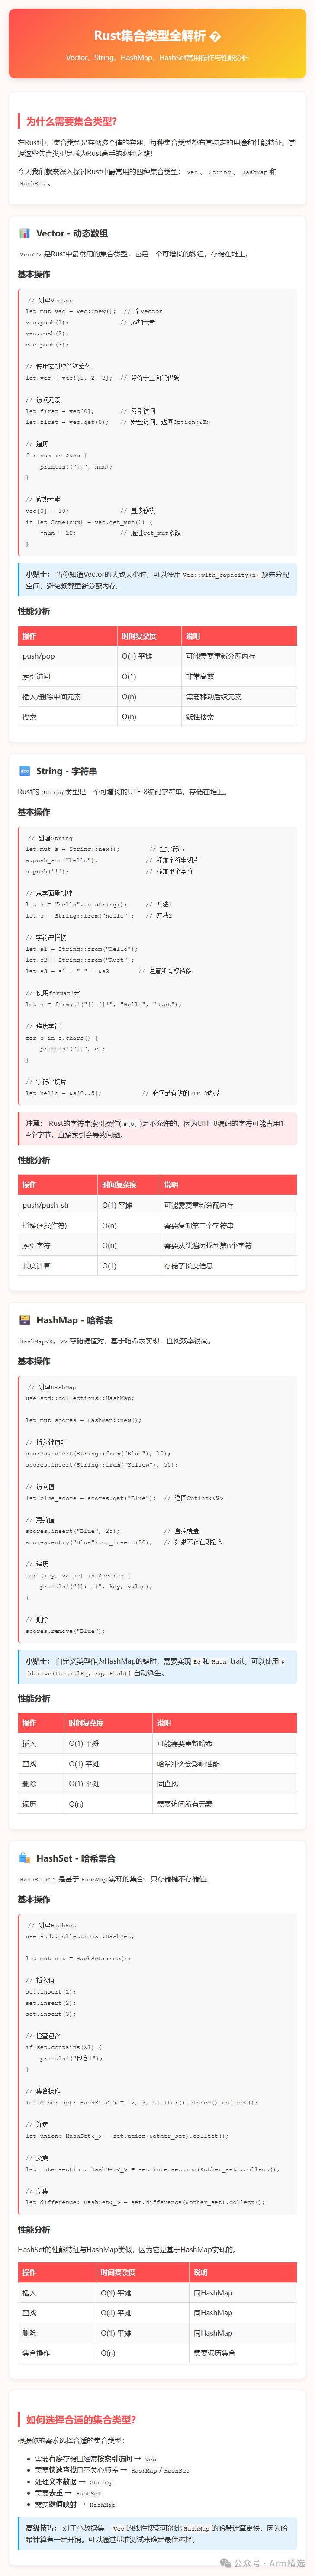 Rust集合类型全解析 �
Vector、String、HashMap、HashSet常用操作与性能分析
为什么需要集合类型？
在Rust中，集合类型是存储多个值的容器，每种集合类型都有其特定的用途和性能特征。掌
握这些集合类型是成为Rust高手的必经之路！
今天我们就来深入探讨Rust中最常用的四种集合类型： Vec 、 String 、 HashMap 和
HashSet 。
Vector - 动态数组
Vec<T> 是Rust中最常用的集合类型，它是一个可增长的数组，存储在堆上。
基本操作
// 创建Vector
let mut vec = Vec::new(); // 空Vector
vec.push(1); // 添加元素
vec.push(2);
vec.push(3);
// 使用宏创建并初始化
let vec = vec![1, 2, 3]; // 等价于上面的代码
// 访问元素
let first = vec[0]; // 索引访问
let first = vec.get(0); // 安全访问，返回Option<&T>
// 遍历
for num in &vec {
println!("{}", num);
}
// 修改元素
vec[0] = 10; // 直接修改
if let Some(num) = vec.get_mut(0) {
*num = 10; // 通过get_mut修改
}
小贴士： 当你知道Vector的大致大小时，可以使用 Vec::with_capacity(n) 预先分配
空间，避免频繁重新分配内存。
性能分析
操作 时间复杂度 说明
push/pop O(1) 平摊 可能需要重新分配内存
索引访问 O(1) 非常高效
插入/删除中间元素 O(n) 需要移动后续元素
搜索 O(n) 线性搜索
String - 字符串
Rust的 String 类型是一个可增长的UTF-8编码字符串，存储在堆上。
基本操作
// 创建String
let mut s = String::new(); // 空字符串
s.push_str("hello"); // 添加字符串切片
s.push('!'); // 添加单个字符
// 从字面量创建
let s = "hello".to_string(); // 方法1
let s = String::from("hello"); // 方法2
// 字符串拼接
let s1 = String::from("Hello");
let s2 = String::from("Rust");
let s3 = s1 + " " + &s2 // 注意所有权转移
// 使用format!宏
let s = format!("{} {}!", "Hello", "Rust");
// 遍历字符
for c in s.chars() {
println!("{}", c);
}
// 字符串切片
let hello = &s[0..5]; // 必须是有效的UTF-8边界
注意： Rust的字符串索引操作( s[0] )是不允许的，因为UTF-8编码的字符可能占用1-
4个字节，直接索引会导致问题。
性能分析
操作 时间复杂度 说明
push/push_str O(1) 平摊 可能需要重新分配内存
拼接(+操作符) O(n) 需要复制第二个字符串
索引字符 O(n) 需要从头遍历找到第n个字符
长度计算 O(1) 存储了长度信息
HashMap - 哈希表
HashMap<K, V> 存储键值对，基于哈希表实现，查找效率很高。
基本操作
// 创建HashMap
use std::collections::HashMap;
let mut scores = HashMap::new();
// 插入键值对
scores.insert(String::from("Blue"), 10);
scores.insert(String::from("Yellow"), 50);
// 访问值
let blue_score = scores.get("Blue"); // 返回Option<&V>
// 更新值
scores.insert("Blue", 25); // 直接覆盖
scores.entry("Blue").or_insert(50); // 如果不存在则插入
// 遍历
for (key, value) in &scores {
println!("{}: {}", key, value);
}
// 删除
scores.remove("Blue");
小贴士： 自定义类型作为HashMap的键时，需要实现 Eq 和 Hash trait。可以使用 #
[derive(PartialEq, Eq, Hash)] 自动派生。
性能分析
操作 时间复杂度 说明
插入 O(1) 平摊 可能需要重新哈希
查找 O(1) 平摊 哈希冲突会影响性能
删除 O(1) 平摊 同查找
遍历 O(n) 需要访问所有元素
HashSet - 哈希集合
HashSet<T> 是基于 HashMap 实现的集合，只存储键不存储值。
基本操作
// 创建HashSet
use std::collections::HashSet;
let mut set = HashSet::new();
// 插入值
set.insert(1);
set.insert(2);
set.insert(3);
// 检查包含
if set.contains(&1) {
println!("包含1");
}
// 集合操作
let other_set: HashSet<_> = [2, 3, 4].iter().cloned().collect();
// 并集
let union: HashSet<_> = set.union(&other_set).collect();
// 交集
let intersection: HashSet<_> = set.intersection(&other_set).collect();
// 差集
let difference: HashSet<_> = set.difference(&other_set).collect();
性能分析
HashSet的性能特征与HashMap类似，因为它是基于HashMap实现的。
操作 时间复杂度 说明
插入 O(1) 平摊 同HashMap
查找 O(1) 平摊 同HashMap
删除 O(1) 平摊 同HashMap
集合操作 O(n) 需要遍历集合
如何选择合适的集合类型？
根据你的需求选择合适的集合类型：
需要有序存储且经常按索引访问 → Vec
需要快速查找且不关心顺序 → HashMap / HashSet
处理文本数据 → String
需要去重 → HashSet
需要键值映射 → HashMap
高级技巧： 对于小数据集， Vec 的线性搜索可能比 HashMap 的哈希计算更快，因为哈
希计算有一定开销。可以通过基准测试来确定最佳选择。
公众号 · Arm精选